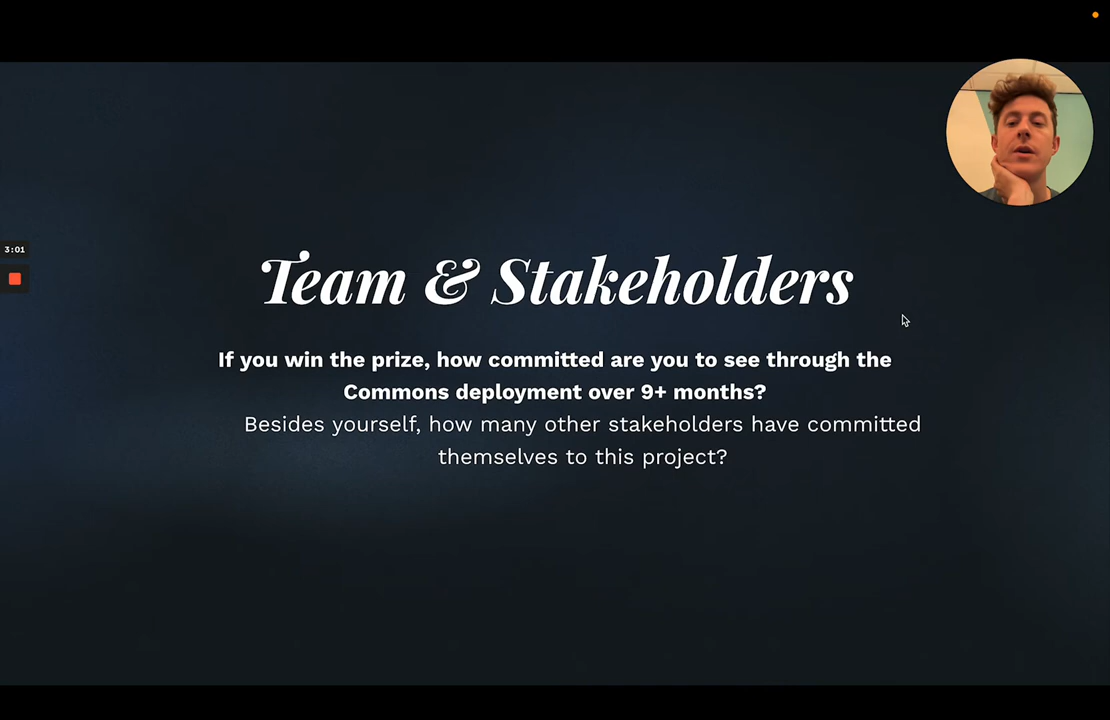 3:01
Team & Stakeholders
If you win the prize, how committed are you to see through the
Commons deployment over 9+ months?
Besides yourself, how many other stakeholders have committed
themselves to this project?